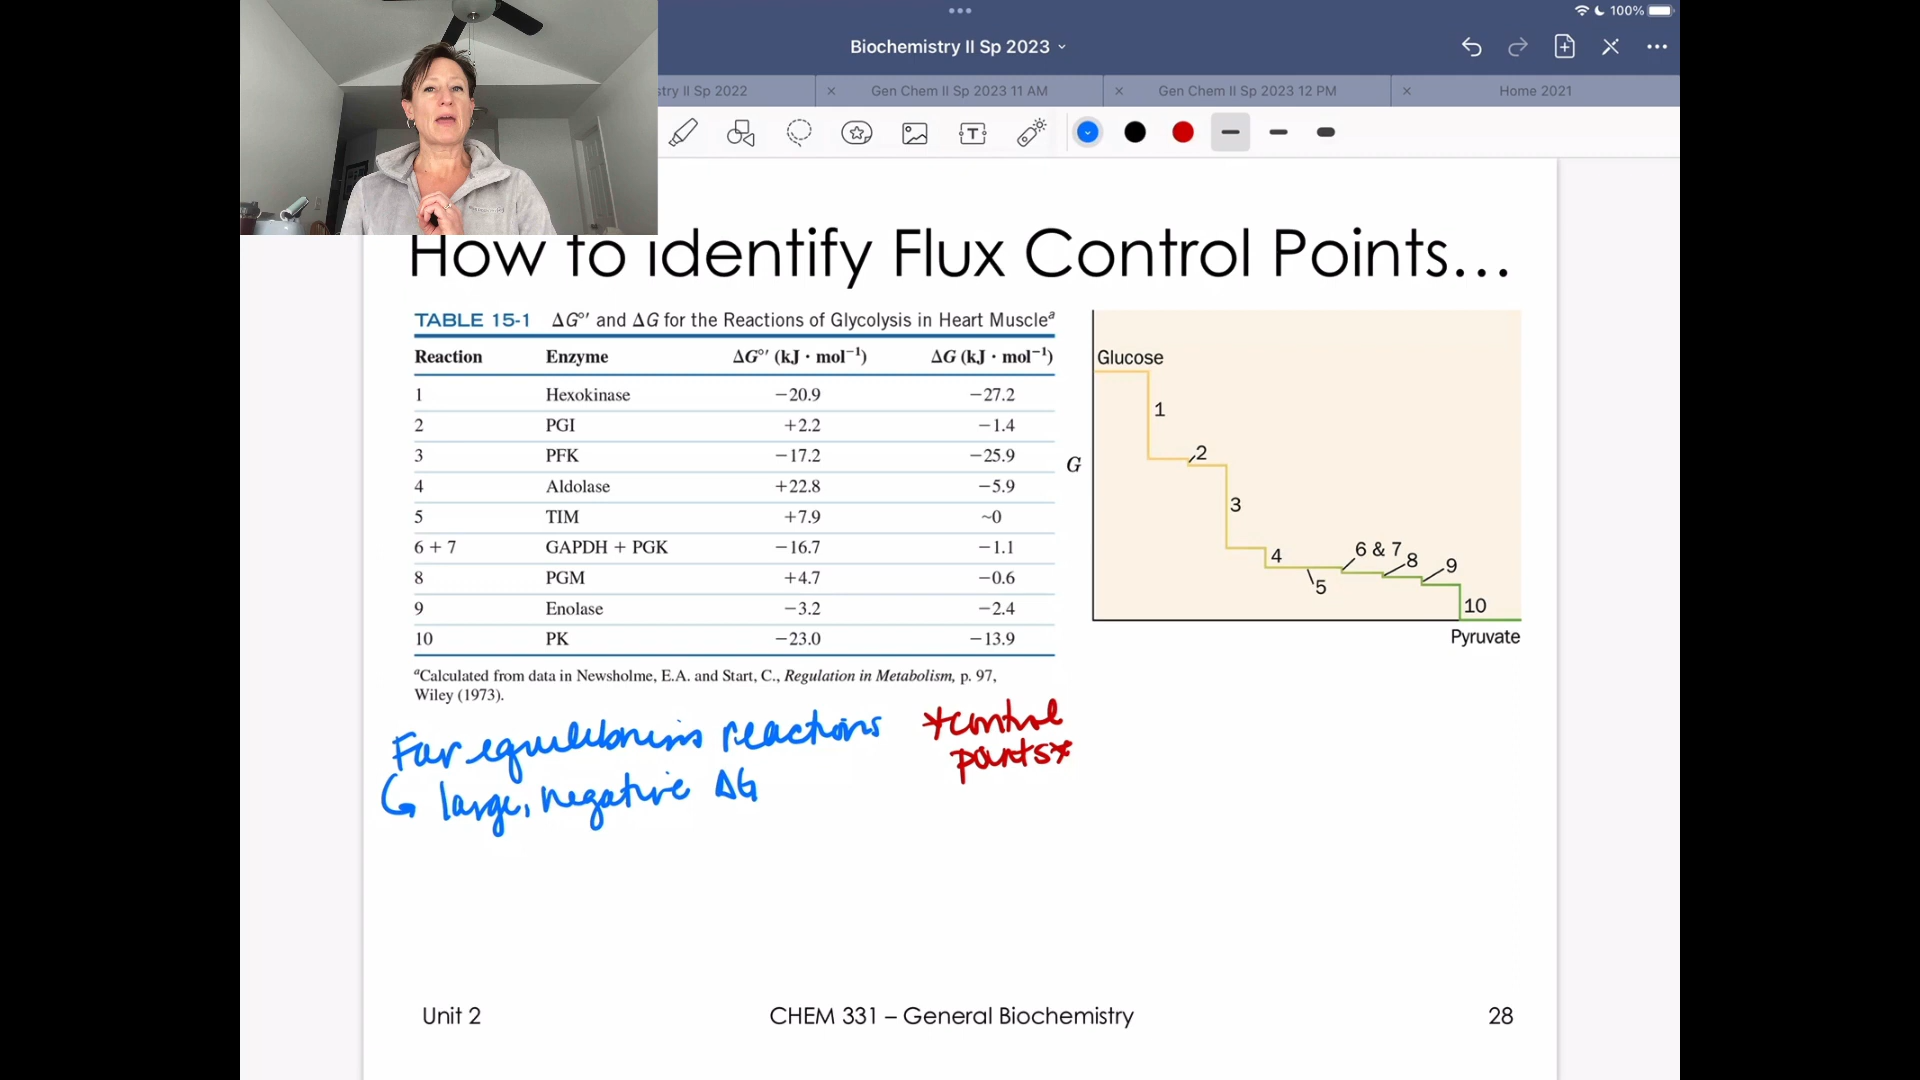 100%
Biochemistry II Sp 2023
stry II Sp 2022
Gen Chem II Sp 2023 11 AM
Gen Chem II Sp 2023 12 PM
Home 2021
How to identify Flux Control Points...
TABLE 15-1 ΔG°′ and ΔG for the Reactions of Glycolysis in Heart Muscleᵃ
Reaction Enzyme ΔG°′ (kJ · mol⁻¹) ΔG (kJ · mol⁻¹)
1 Hexokinase −20.9 −27.2
2 PGI +2.2 −1.4
3 PFK −17.2 −25.9
4 Aldolase +22.8 −5.9
5 TIM +7.9 ~0
6 + 7 GAPDH + PGK −16.7 −1.1
8 PGM +4.7 −0.6
9 Enolase −3.2 −2.4
10 PK −23.0 −13.9
ᵃCalculated from data in Newsholme, E.A. and Start, C., Regulation in Metabolism, p. 97,
Wiley (1973).
Glucose
G
1
2
3
4
5
6 & 7
8
9
10
Pyruvate
Far equilibrium reactions
large, negative ΔG
*control
points*
Unit 2
CHEM 331 – General Biochemistry
28